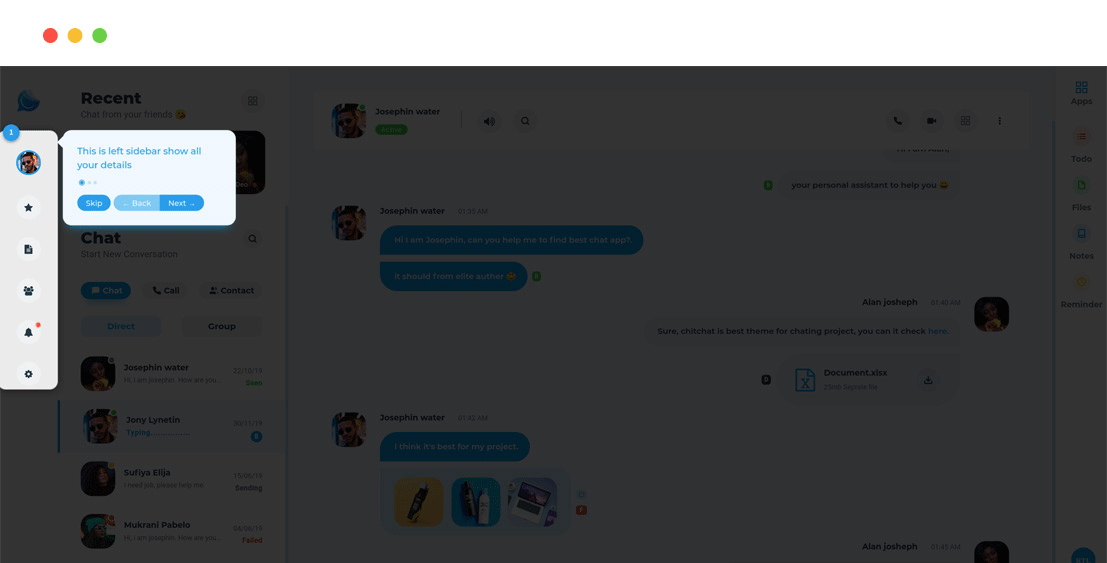 Recent
Chat from your friends 😘
1
This is left sidebar show all
your details
Skip
← Back
Next →
Chat
Start New Conversation
Chat
Call
Contact
Direct
Group
Josephin water
22/10/19
Hi, i am josephin. How are you...
Seen
Jony Lynetin
30/11/19
Typing................
8
Sufiya Elija
15/06/19
I need job, please help me.
Sending
Mukrani Pabelo
04/06/19
Hi, i am josephin. How are you...
Failed
Josephin water
Active
Hi I am Alan,
your personal assistant to help you 😄
Josephin water
01:35 AM
Hi I am Josephin, can you help me to find best chat app?.
it should from elite auther 😁
Alan josheph
01:40 AM
Sure, chitchat is best theme for chating project, you can it check here.
Document.xlsx
25mb Sepfate file
Josephin water
01:42 AM
I think it's best for my project.
Alan josheph
01:45 AM
Apps
Todo
Files
Notes
Reminder
RTL